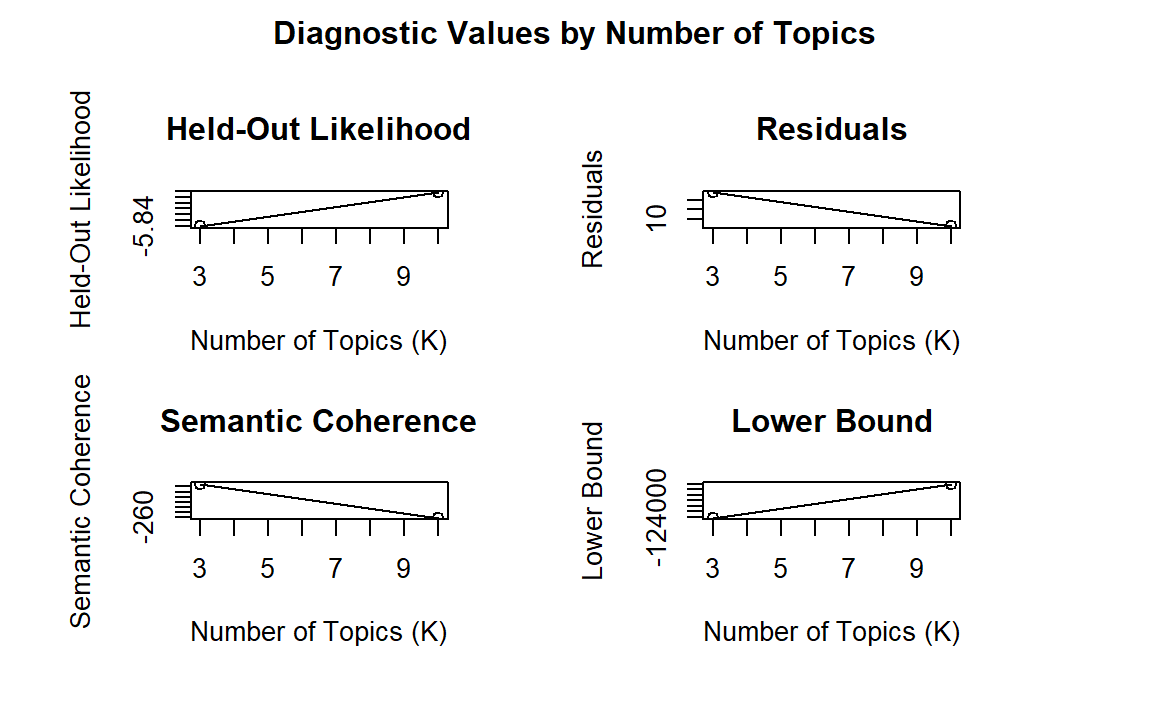 Diagnostic Values by Number of Topics
Held-Out Likelihood
Held-Out Likelihood
-5.84
3 5 7 9
Number of Topics (K)
Residuals
Residuals
10
3 5 7 9
Number of Topics (K)
Semantic Coherence
Semantic Coherence
-260
3 5 7 9
Number of Topics (K)
Lower Bound
Lower Bound
-124000
3 5 7 9
Number of Topics (K)